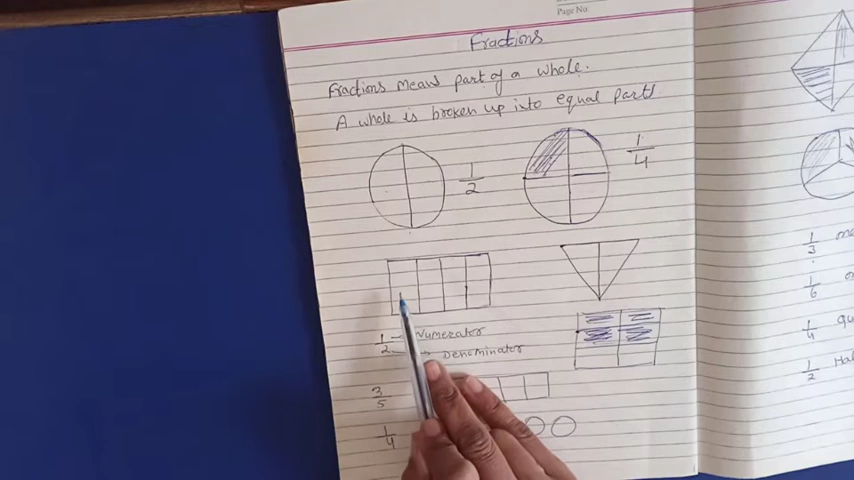 Page No.
Fractions
Fractions Means part of a whole.
A whole is broken up into equal parts
1/2
1/4
1/2 → Numerator
→ Denominator
3/5
1/4
1/3
1/6
1/4
1/2